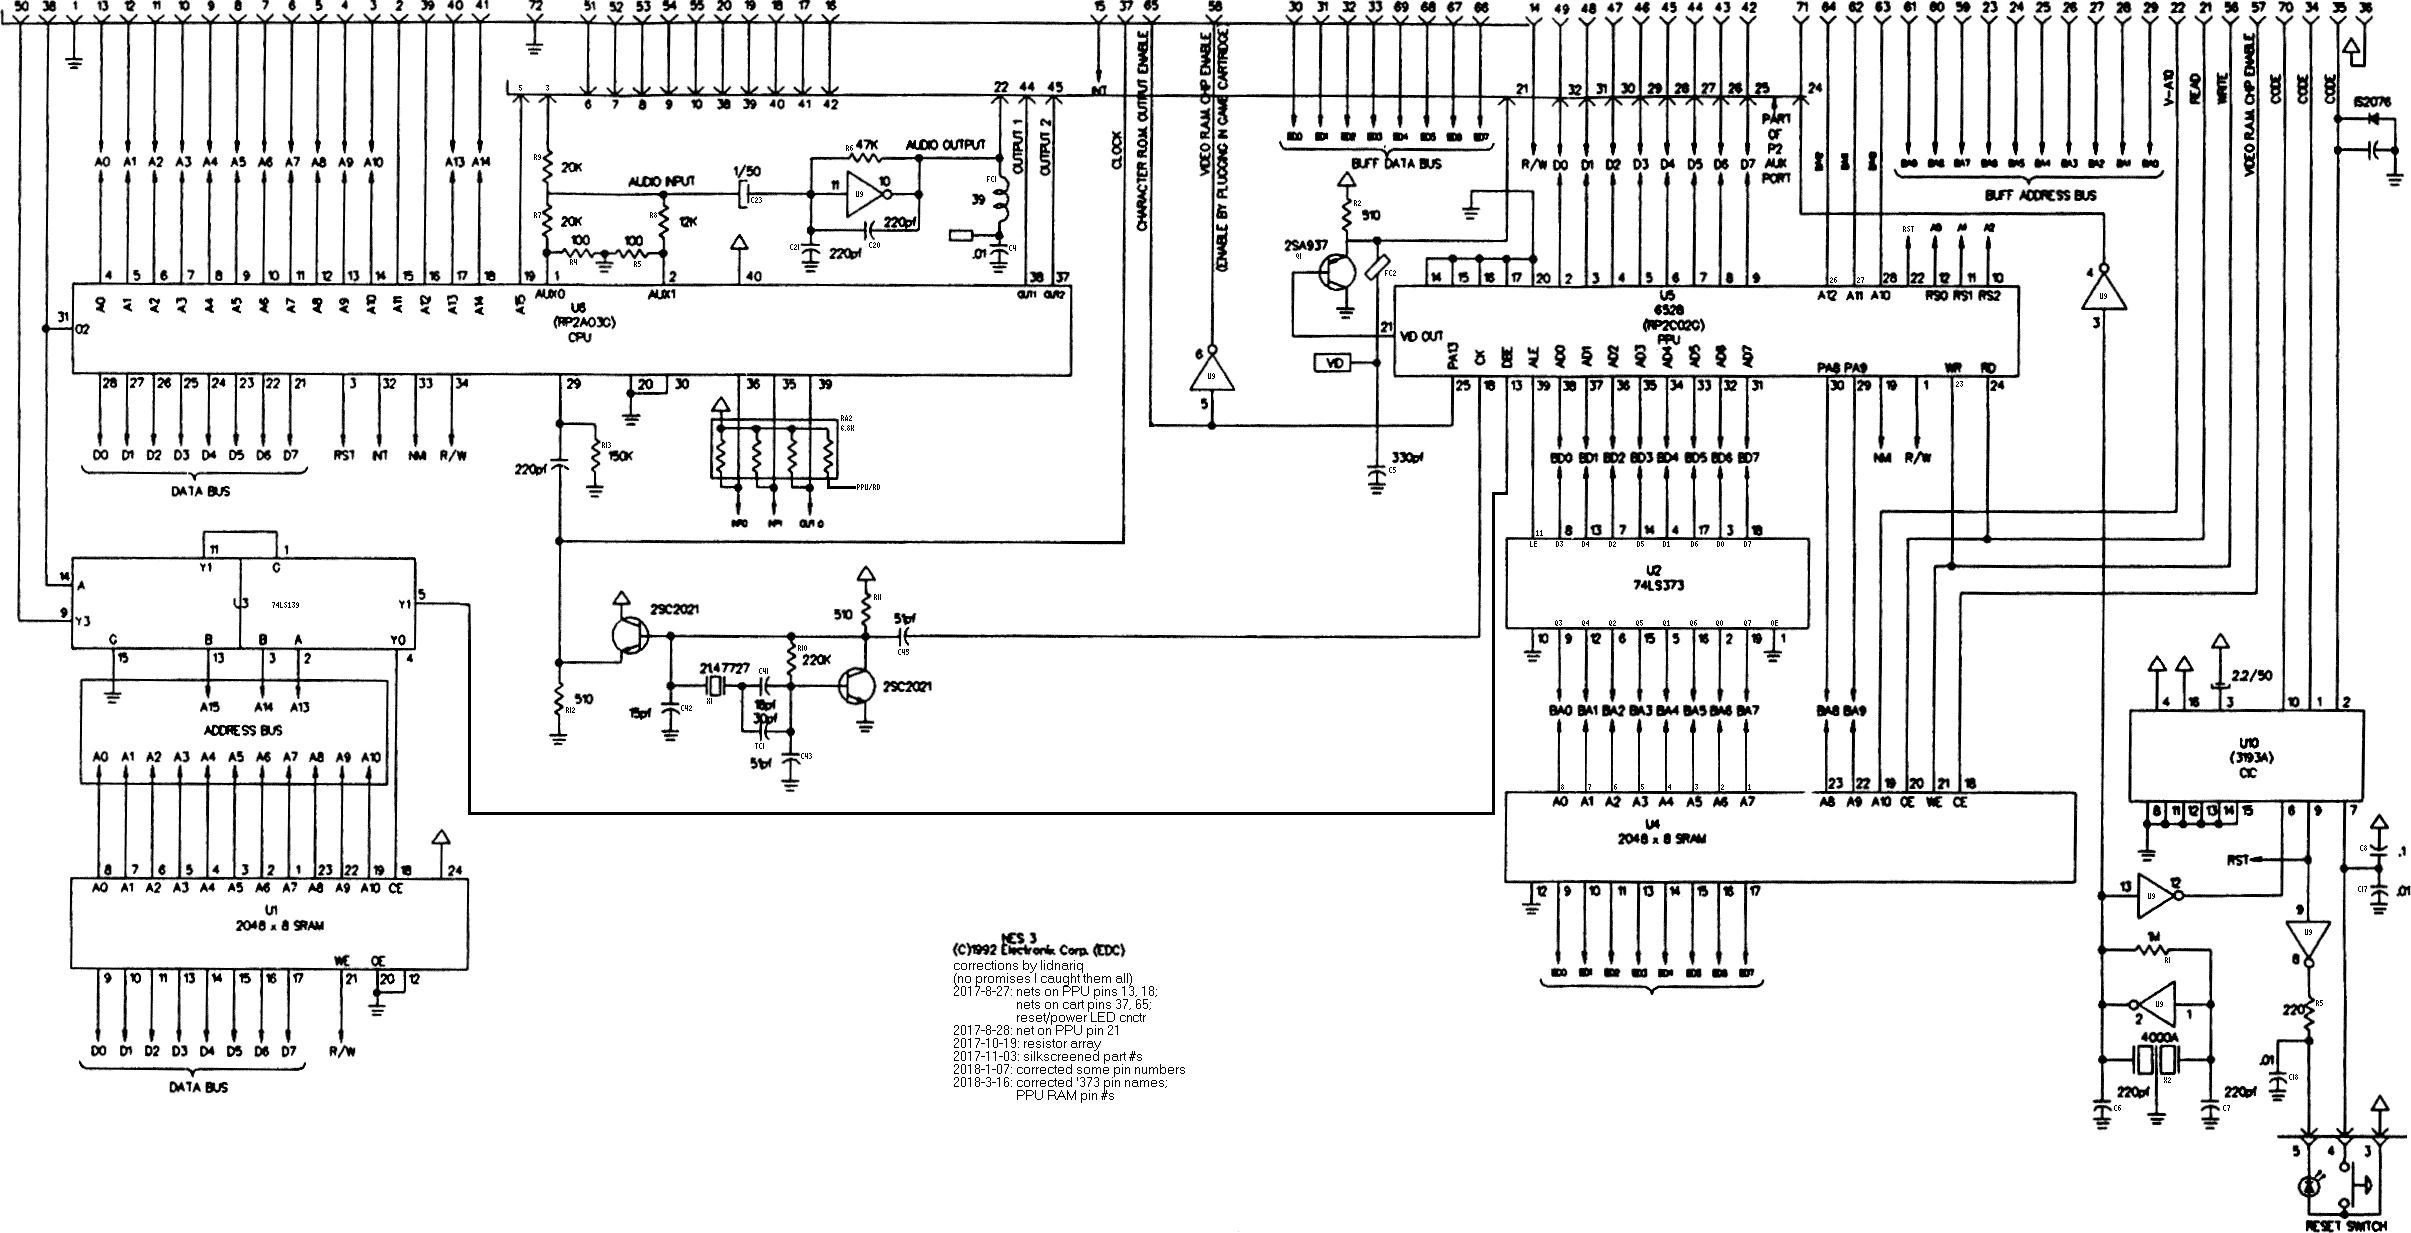 50 38 1 13 12 11 10 9 8 7 6 5 4 3 2 39 40 41 72 51 52 53 54 55 20 19 18 17 16 15 37 65 58 30 31 32 33 69 68 67 66 14 49 48 47 46 45 44 43 42 71 64 62 63 61 60 59 23 24 25 26 27 28 29 22 21 56 57 70 34 35 36
5 3 22 44 45 21 32 31 30 29 28 27 26 25 24
6 7 8 9 10 38 39 40 41 42
INT
CLOCK
CHARACTER R.O.M. OUTPUT ENABLE
VIDEO R.A.M. CHIP ENABLE
(ENABLE BY PLUGGING IN GAME CARTRIDGE)
V-A10
READ
WRITE
VIDEO R.A.M. CHIP ENABLE
CODE
CODE
CODE
1S2076
PART
OF
P2
AUX
PORT
BD0 BD1 BD2 BD3 BD4 BD5 BD6 BD7
BUFF DATA BUS
R/W D0 D1 D2 D3 D4 D5 D6 D7
BUFF ADDRESS BUS
A0 A1 A2 A3 A4 A5 A6 A7 A8 A9 A10 A13 A14
R9 20K
R7 20K
AUDIO INPUT
R8 12K
100 R4
100 R5
1/50
C23
R6 47K
AUDIO OUTPUT
11 U9 10
C21 220pf
220pf C20
FC1
39
.01 C4
OUTPUT 1
OUTPUT 2
4 5 6 7 8 9 10 11 12 13 14 15 16 17 18 19 1 2 40 38 37
A0 A1 A2 A3 A4 A5 A6 A7 A8 A9 A10 A11 A12 A13 A14 A15 AUX0 AUX1 OUT1 OUT2
31 O2
U6
(RP2A03G)
CPU
28 27 26 25 24 23 22 21 3 32 33 34 29 20 30 36 35 39
D0 D1 D2 D3 D4 D5 D6 D7 RST INT NMI R/W
DATA BUS
220pf
R13
150K
RA2
6.8K
PPU/RD
INP0 INP1 OUT 0
R2
510
2SA937
Q1
FC2
VID
330pf
C5
14 15 16 17 20 2 3 4 5 6 7 8 9 26 27 28 22 12 11 10
RST A0 A1 A2
A12 A11 A10 RS0 RS1 RS2
U5
6528
(RP2C02G)
PPU
21 VID OUT
PA13 CK DBE ALE AD0 AD1 AD2 AD3 AD4 AD5 AD6 AD7 PA8 PA9 WR RD
25 18 13 39 38 37 36 35 34 33 32 31 30 29 19 1 23 24
6 U9 5
4 U9 3
BD0 BD1 BD2 BD3 BD4 BD5 BD6 BD7 NMI R/W
11 8 13 7 14 4 17 3 18
LE D3 D4 D2 D5 D1 D6 D0 D7
U2
74LS373
Q3 Q4 Q2 Q5 Q1 Q6 Q0 Q7 OE
10 9 12 6 15 5 16 2 19 1
BA0 BA1 BA2 BA3 BA4 BA5 BA6 BA7 BA8 BA9
8 7 6 5 4 3 2 1 23 22 19 20 21 18
A0 A1 A2 A3 A4 A5 A6 A7 A8 A9 A10 OE WE CE
U4
2048 x 8 SRAM
12 9 10 11 13 14 15 16 17
BD0 BD1 BD2 BD3 BD4 BD5 BD6 BD7
11 1
Y1 G
14 A
9 Y3
U3 74LS139
Y1 5
G B B A Y0
15 13 3 2 4
A15 A14 A13
ADDRESS BUS
A0 A1 A2 A3 A4 A5 A6 A7 A8 A9 A10
8 7 6 5 4 3 2 1 23 22 19 18 24
A0 A1 A2 A3 A4 A5 A6 A7 A8 A9 A10 CE
U1
2048 x 8 SRAM
WE OE
9 10 11 13 14 15 16 17 21 20 12
D0 D1 D2 D3 D4 D5 D6 D7 R/W
DATA BUS
2SC2021
R11
510
51pf
C45
R10
220K
2SC2021
21.47727
X1
C41
18pf
30pf
TC1
15pf C42
51pf C43
510
R12
NES 3
(C)1992 Electronix Corp. (EDC)
corrections by lidnariq
(no promises I caught them all)
2017-8-27: nets on PPU pins 13, 18;
nets on cart pins 37, 65;
reset/power LED cnctr
2017-8-28: net on PPU pin 21
2017-10-19: resistor array
2017-11-03: silkscreened part #s
2018-1-07: corrected some pin numbers
2018-3-16: corrected '373 pin names;
PPU RAM pin #s
2.2/50
4 16 3 10 1 2
U10
(3193A)
CIC
8 11 12 13 14 15 6 9 7
RST
C8 .1
C17 .01
13 U9 12
9 U9 8
1M
R1
2 U9 1
4000A
X2
220pf
C6
220pf
C7
220 R5
.01
C18
5 4 3
RESET SWITCH